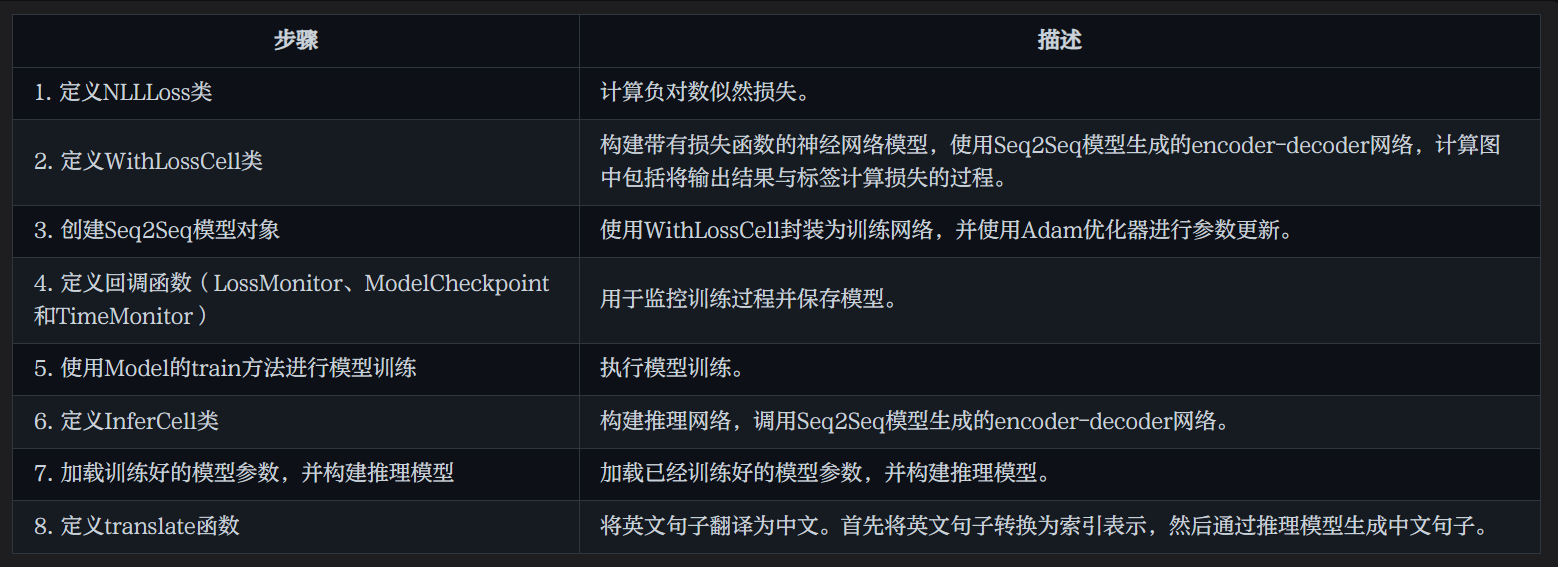 步骤
描述
1. 定义NLLLoss类
计算负对数似然损失。
2. 定义WithLossCell类
构建带有损失函数的神经网络模型，使用Seq2Seq模型生成的encoder-decoder网络，计算图
中包括将输出结果与标签计算损失的过程。
3. 创建Seq2Seq模型对象
使用WithLossCell封装为训练网络，并使用Adam优化器进行参数更新。
4. 定义回调函数（LossMonitor、ModelCheckpoint
和TimeMonitor）
用于监控训练过程并保存模型。
5. 使用Model的train方法进行模型训练
执行模型训练。
6. 定义InferCell类
构建推理网络，调用Seq2Seq模型生成的encoder-decoder网络。
7. 加载训练好的模型参数，并构建推理模型
加载已经训练好的模型参数，并构建推理模型。
8. 定义translate函数
将英文句子翻译为中文。首先将英文句子转换为索引表示，然后通过推理模型生成中文句子。